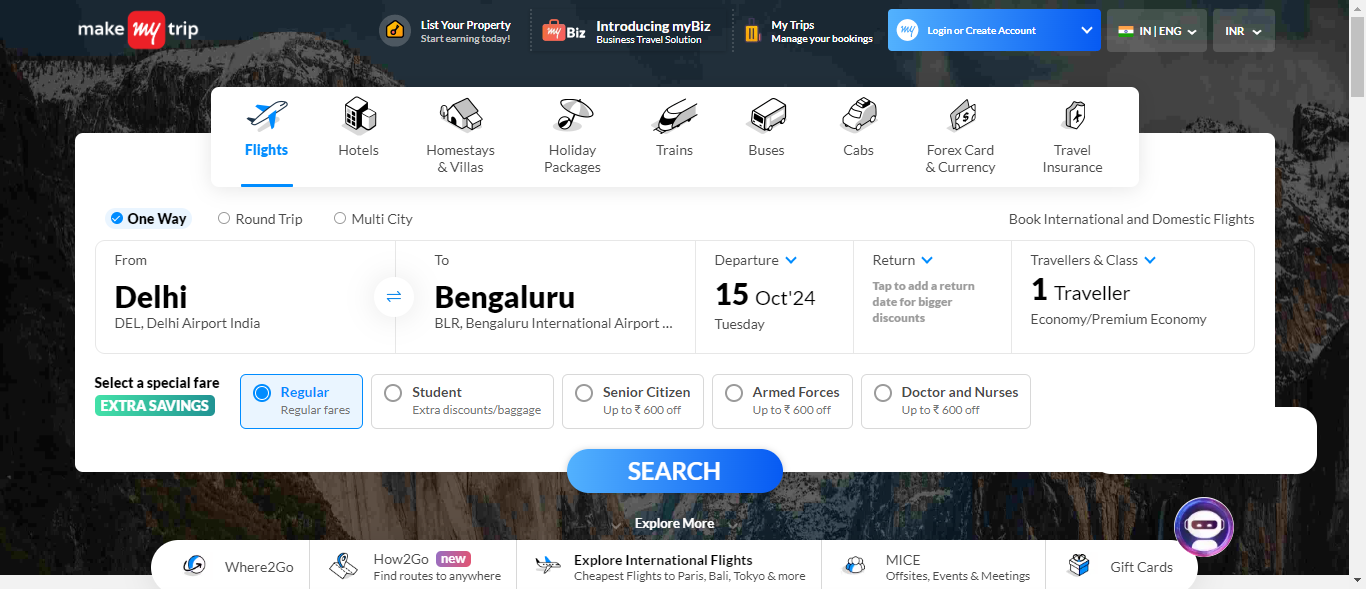 make my trip
List Your Property
Start earning today!
my Biz
Introducing myBiz
Business Travel Solution
My Trips
Manage your bookings
my
Login or Create Account
IN | ENG
INR
Flights
Hotels
Homestays
& Villas
Holiday
Packages
Trains
Buses
Cabs
Forex Card
& Currency
Travel
Insurance
One Way
Round Trip
Multi City
Book International and Domestic Flights
From
Delhi
DEL, Delhi Airport India
To
Bengaluru
BLR, Bengaluru International Airport ...
Departure
15 Oct'24
Tuesday
Return
Tap to add a return
date for bigger
discounts
Travellers & Class
1 Traveller
Economy/Premium Economy
Select a special fare
EXTRA SAVINGS
Regular
Regular fares
Student
Extra discounts/baggage
Senior Citizen
Up to ₹ 600 off
Armed Forces
Up to ₹ 600 off
Doctor and Nurses
Up to ₹ 600 off
SEARCH
Explore More
Where2Go
How2Go new
Find routes to anywhere
Explore International Flights
Cheapest Flights to Paris, Bali, Tokyo & more
MICE
Offsites, Events & Meetings
Gift Cards